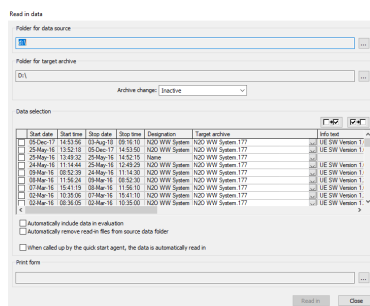 Read in data
Folder for data source
...
Folder for target archive
D:\
...
Archive change: Inactive
Data selection
Start date Start time Stop date Stop time Designation Target archive Info text
05-Dec-17 14:53:56 03-Aug-18 09:16:10 N2O WW System N2O WW System.177 ... UE SW Version 1.
25-May-16 13:52:18 05-Dec-17 14:53:50 N2O WW System N2O WW System.177 ... UE SW Version 1.
25-May-16 13:49:32 25-May-16 14:52:15 Name N2O WW System.177 ... UE SW Version 1.
24-May-16 11:14:44 25-May-16 12:49:29 N2O WW System N2O WW System.177 ... UE SW Version 1.
09-Mar-16 08:52:39 24-May-16 11:14:30 N2O WW System N2O WW System.177 ... UE SW Version 1.
08-Mar-16 11:56:24 09-Mar-16 08:52:30 N2O WW System N2O WW System.177 ... UE SW Version 1.
07-Mar-16 15:41:19 08-Mar-16 11:56:10 N2O WW System N2O WW System.177 ... UE SW Version 1.
02-Mar-16 10:35:06 07-Mar-16 15:41:10 N2O WW System N2O WW System.177 ... UE SW Version 1.
02-Mar-16 08:36:05 02-Mar-16 10:35:00 N2O WW System N2O WW System.177 ... UE SW Version 1.
Automatically include data in evaluation
Automatically remove read-in files from source data folder
When called up by the quick start agent, the data is automatically read in
Print form
...
Read in Close